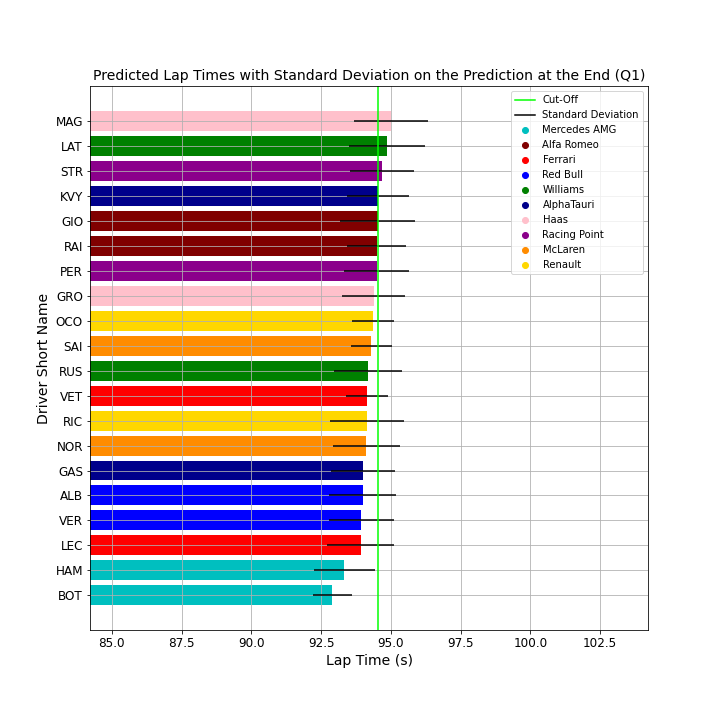 Predicted Lap Times with Standard Deviation on the Prediction at the End (Q1)
Cut-Off
Standard Deviation
Mercedes AMG
Alfa Romeo
Ferrari
Red Bull
Williams
AlphaTauri
Haas
Racing Point
McLaren
Renault
Driver Short Name
MAG
LAT
STR
KVY
GIO
RAI
PER
GRO
OCO
SAI
RUS
VET
RIC
NOR
GAS
ALB
VER
LEC
HAM
BOT
85.0 87.5 90.0 92.5 95.0 97.5 100.0 102.5
Lap Time (s)